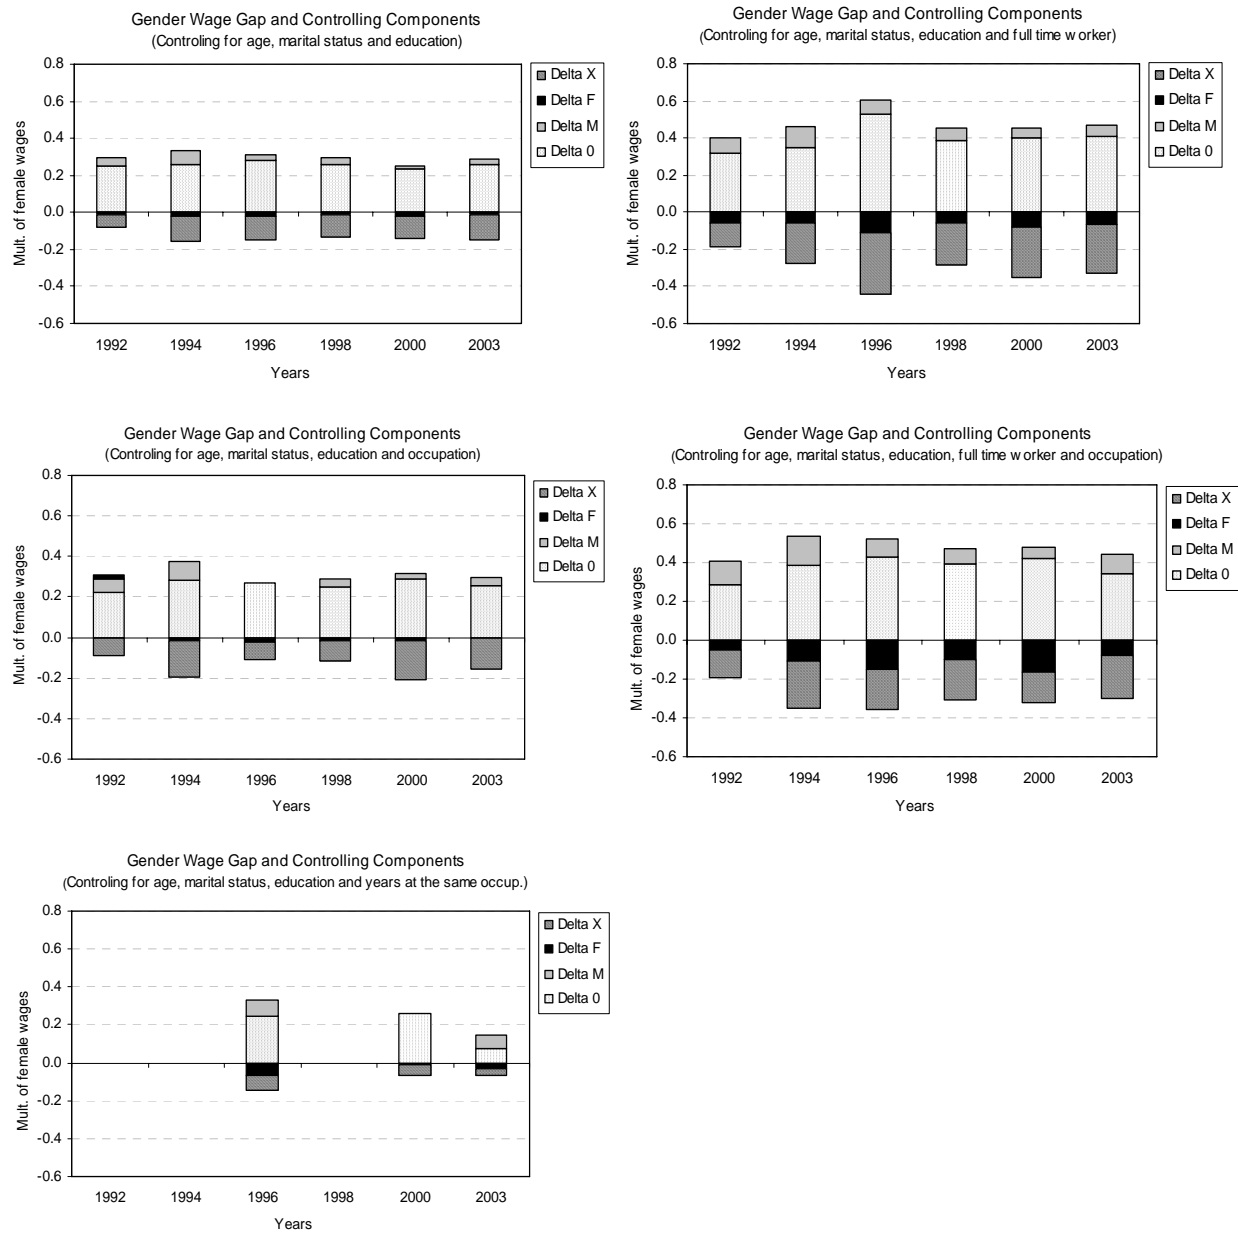 Gender Wage Gap and Controlling Components
(Controling for age, marital status and education)
0.8
0.6
0.4
0.2
0.0
-0.2
-0.4
-0.6
Mult. of female wages
1992 1994 1996 1998 2000 2003
Years
Delta X
Delta F
Delta M
Delta 0
Gender Wage Gap and Controlling Components
(Controling for age, marital status, education and full time worker)
0.8
0.6
0.4
0.2
0.0
-0.2
-0.4
-0.6
Mult. of female wages
1992 1994 1996 1998 2000 2003
Years
Delta X
Delta F
Delta M
Delta 0
Gender Wage Gap and Controlling Components
(Controling for age, marital status, education and occupation)
0.8
0.6
0.4
0.2
0.0
-0.2
-0.4
-0.6
Mult. of female wages
1992 1994 1996 1998 2000 2003
Years
Delta X
Delta F
Delta M
Delta 0
Gender Wage Gap and Controlling Components
(Controling for age, marital status, education, full time worker and occupation)
0.8
0.6
0.4
0.2
0.0
-0.2
-0.4
-0.6
Mult. of female wages
1992 1994 1996 1998 2000 2003
Years
Delta X
Delta F
Delta M
Delta 0
Gender Wage Gap and Controlling Components
(Controling for age, marital status, education and years at the same occup.)
0.8
0.6
0.4
0.2
0.0
-0.2
-0.4
-0.6
Mult. of female wages
1992 1994 1996 1998 2000 2003
Years
Delta X
Delta F
Delta M
Delta 0